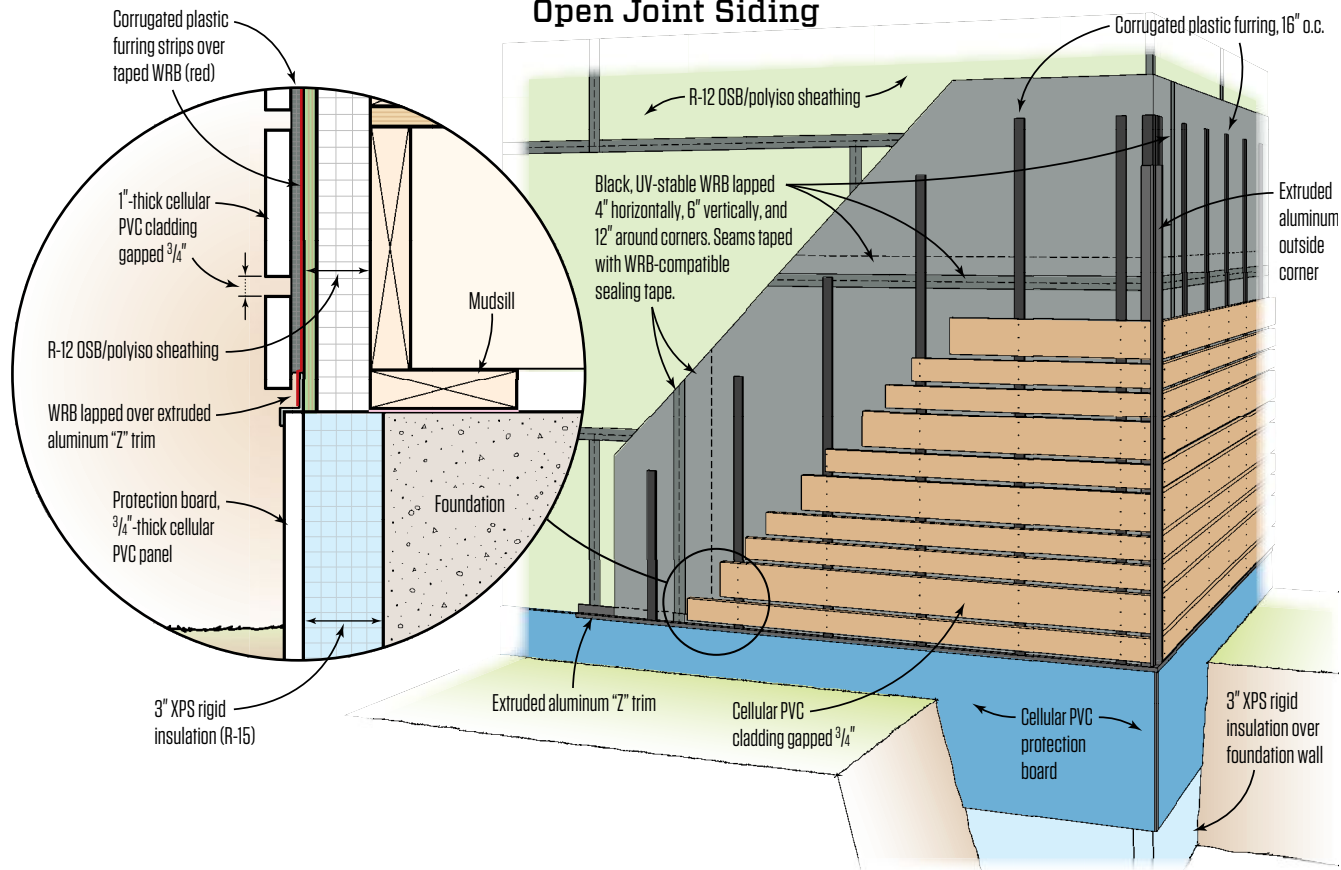 Open Joint Siding
Corrugated plastic
furring strips over
taped WRB (red)
1"-thick cellular
PVC cladding
gapped 3/4"
R-12 OSB/polyiso sheathing
WRB lapped over extruded
aluminum “Z” trim
Protection board,
3/4"-thick cellular
PVC panel
3" XPS rigid
insulation (R-15)
Mudsill
Foundation
R-12 OSB/polyiso sheathing
Black, UV-stable WRB lapped
4" horizontally, 6" vertically, and
12" around corners. Seams taped
with WRB-compatible
sealing tape.
Corrugated plastic furring, 16" o.c.
Extruded
aluminum
outside
corner
Extruded aluminum “Z” trim
Cellular PVC
cladding gapped 3/4"
Cellular PVC
protection
board
3" XPS rigid
insulation over
foundation wall